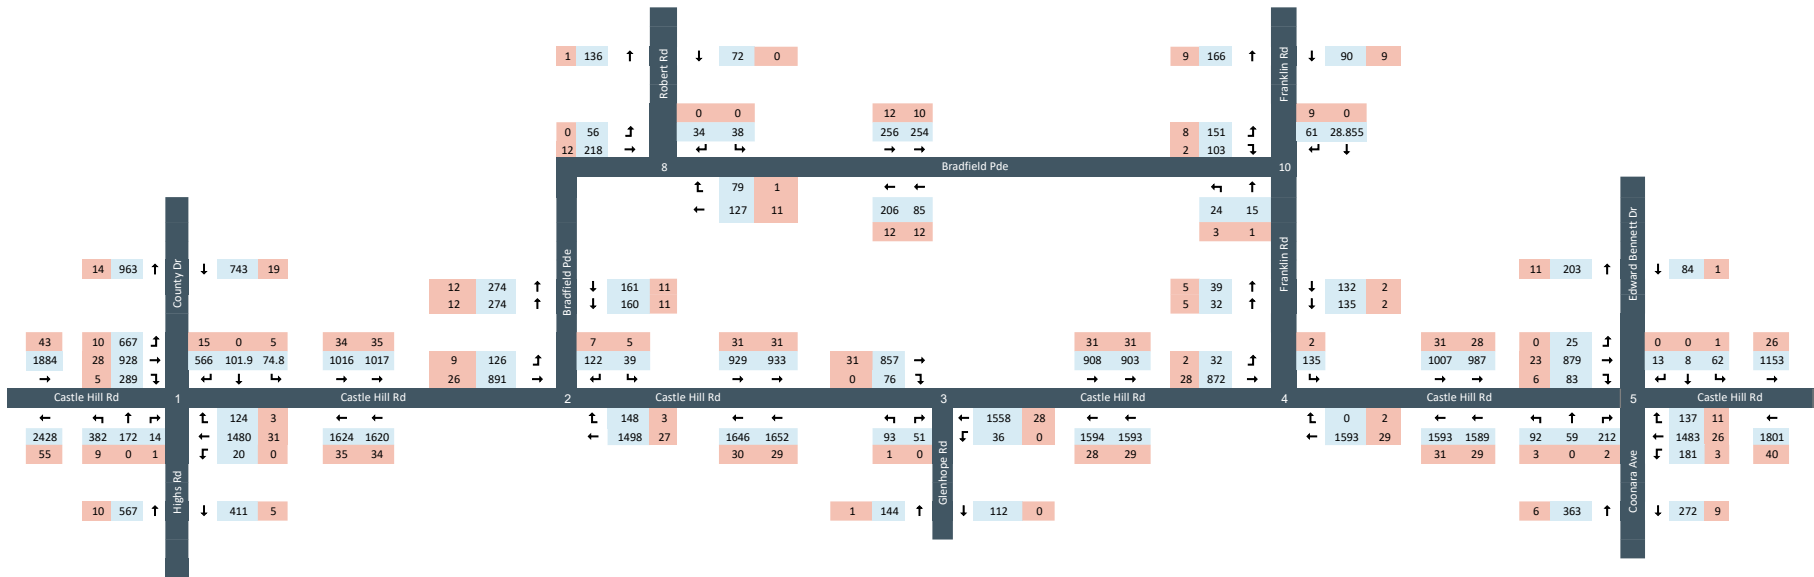 Robert Rd
Franklin Rd
1 136 ↑ ↓ 72 0
9 166 ↑ ↓ 90 9
0 0
12 10
9 0
0 56 34 38
256 254
8 151 61 28.855
12 218 → → →
2 103 ↓
8 Bradfield Pde 10
79 1
← ← ↑
← 127 11
206 85
24 15
12 12
3 1
County Dr
Bradfield Pde
Franklin Rd
Edward Bennett Dr
14 963 ↑ ↓ 743 19
11 203 ↑ ↓ 84 1
12 274 ↑ ↓ 161 11
5 39 ↑ ↓ 132 2
12 274 ↑ ↓ 160 11
5 32 ↑ ↓ 135 2
43 10 667 15 0 5 34 35 7 5 31 31 31 31 2 31 28 0 25 0 0 1 26
1884 28 928 → 566 101.9 74.8 1016 1017 9 126 122 39 929 933 31 857 → 908 903 2 32 135 1007 987 23 879 → 13 8 62 1153
→ 5 289 ↓ → → 26 891 → → → 0 76 → → 28 872 → → → 6 83 ↓ →
Castle Hill Rd 1 Castle Hill Rd 2 Castle Hill Rd 3 Castle Hill Rd 4 Castle Hill Rd 5 Castle Hill Rd
← ↑ 124 3 ← ← 148 3 ← ← ← 1558 28 ← ← 0 2 ← ← ↑ 137 11 ←
2428 382 172 14 ← 1480 31 1624 1620 ← 1498 27 1646 1652 93 51 36 0 1594 1593 ← 1593 29 1593 1589 92 59 212 ← 1483 26 1801
55 9 0 1 20 0 35 34 30 29 1 0 28 29 31 29 3 0 2 181 3 40
Highs Rd
Glenhope Rd
Coonara Ave
10 567 ↑ ↓ 411 5
1 144 ↑ ↓ 112 0
6 363 ↑ ↓ 272 9